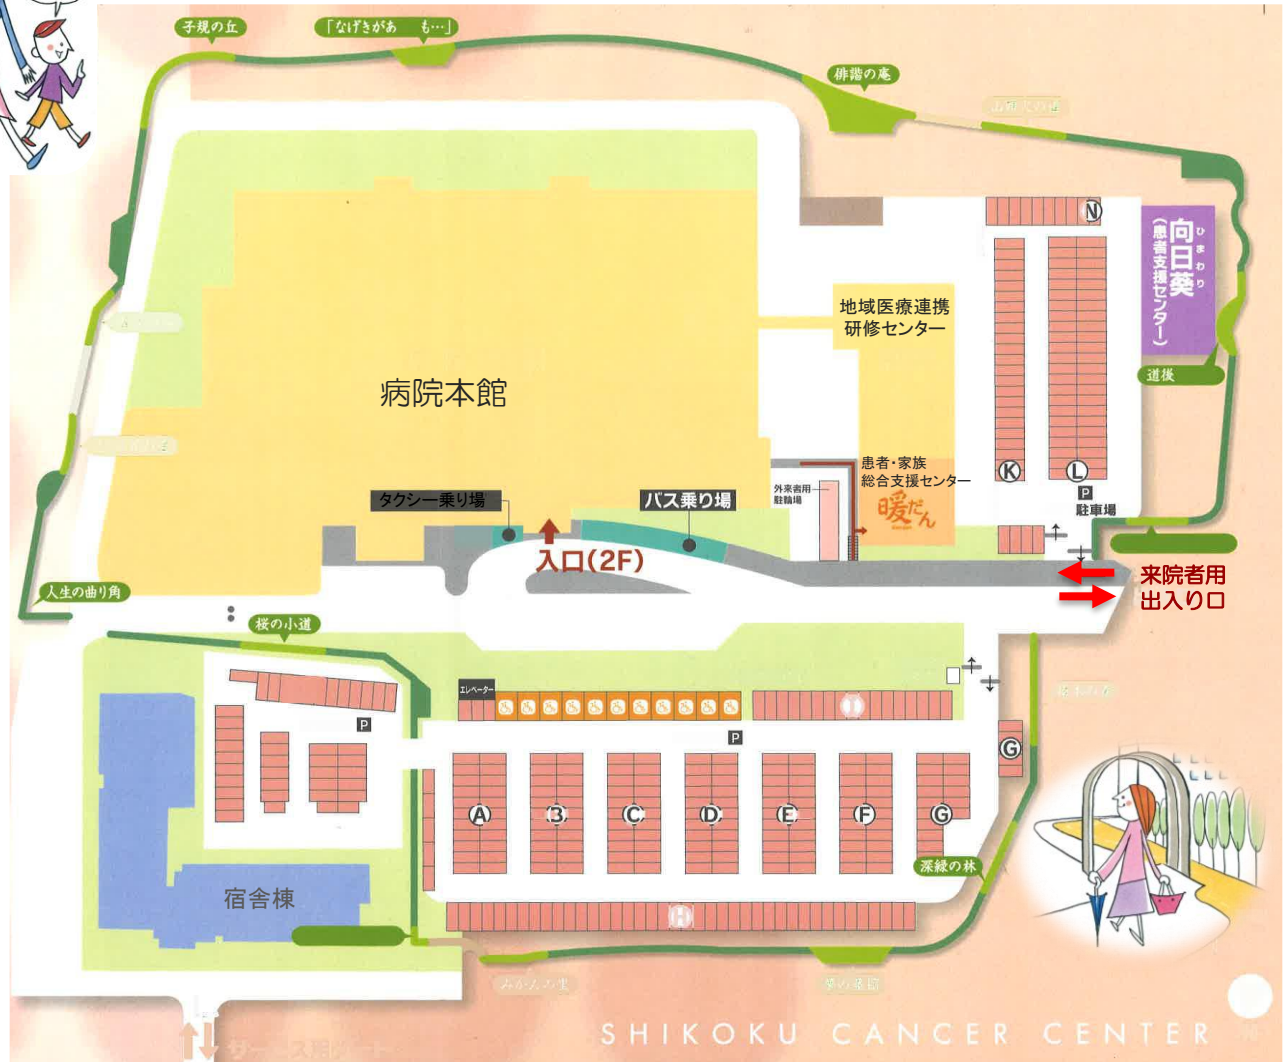 子規の丘
「なげきがあ　も…」
俳諧の庵
N
向日葵
ひまわり
(患者支援センター)
地域医療連携
研修センター
病院本館
道後
患者・家族
総合支援センター
暖だん
外来者用
駐輪場
K
L
P
駐車場
タクシー乗り場
バス乗り場
入口(2F)
来院者用
出入り口
人生の曲り角
桜の小道
エレベーター
I
P
P
G
A
B
C
D
E
F
G
深緑の林
宿舎棟
H
みかんの里
SHIKOKU CANCER CENTER